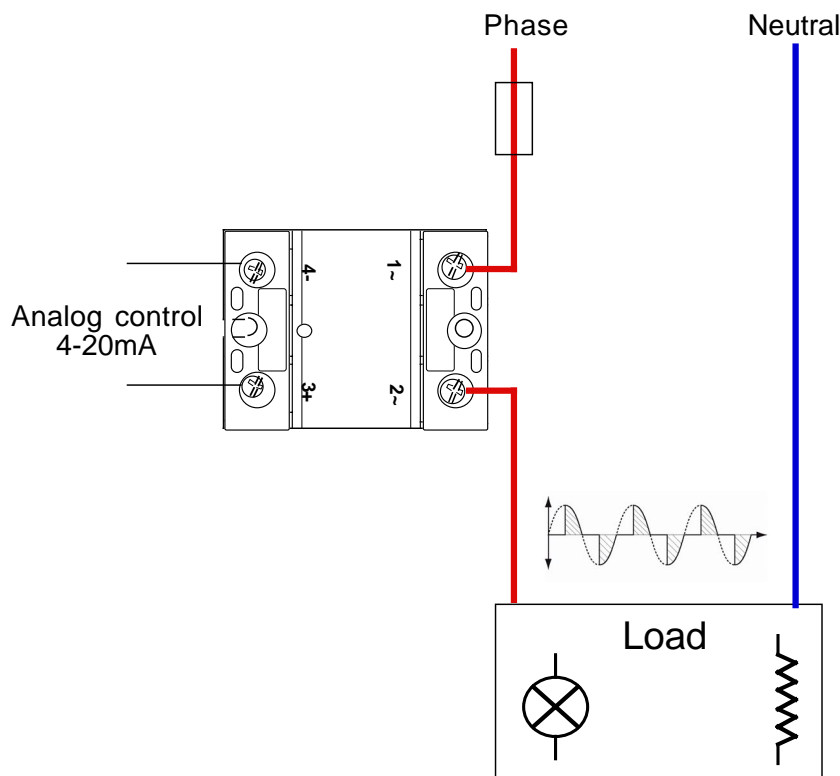 Phase
Neutral
4-
1~
Analog control
4-20mA
3+
2~
Load